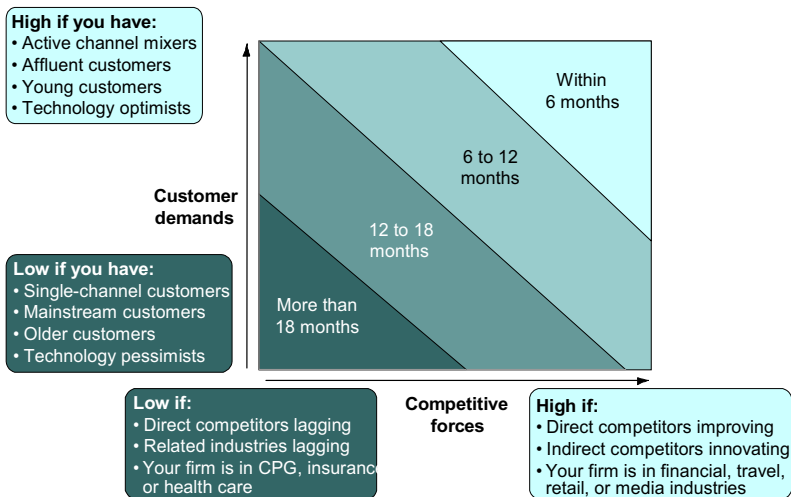 High if you have:
• Active channel mixers
• Affluent customers
• Young customers
• Technology optimists
Within
6 months
6 to 12
months
Customer
demands
12 to 18
months
Low if you have:
• Single-channel customers
• Mainstream customers
• Older customers
• Technology pessimists
More than
18 months
Low if:
• Direct competitors lagging
• Related industries lagging
• Your firm is in CPG, insurance
or health care
Competitive
forces
High if:
• Direct competitors improving
• Indirect competitors innovating
• Your firm is in financial, travel,
retail, or media industries